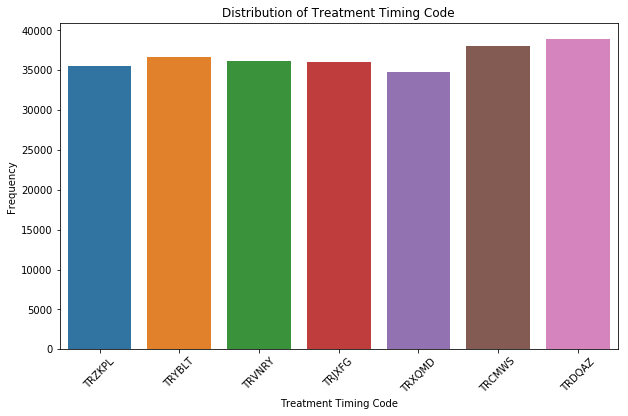 Distribution of Treatment Timing Code
40000
35000
30000
25000
20000
15000
10000
5000
0
Frequency
TRZKPL
TRYBLT
TRVNRY
TRJXFG
TRXQMD
TRCMWS
TRDQAZ
Treatment Timing Code